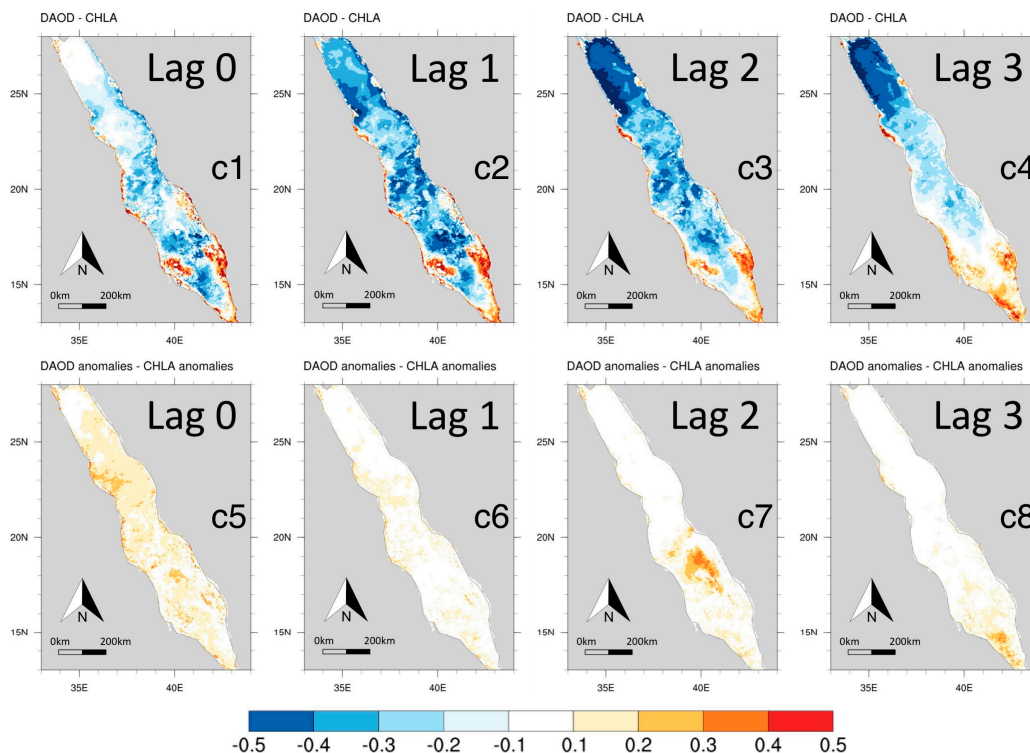 DAOD - CHLA
DAOD - CHLA
DAOD - CHLA
DAOD - CHLA
Lag 0
Lag 1
Lag 2
Lag 3
25N
25N
25N
25N
c1
c2
c3
c4
20N
20N
20N
20N
N
N
N
N
15N
15N
15N
15N
0km 200km
0km 200km
0km 200km
0km 200km
35E 40E
35E 40E
35E 40E
35E 40E
DAOD anomalies - CHLA anomalies
DAOD anomalies - CHLA anomalies
DAOD anomalies - CHLA anomalies
DAOD anomalies - CHLA anomalies
Lag 0
Lag 1
Lag 2
Lag 3
25N
25N
25N
25N
c5
c6
c7
c8
20N
20N
20N
20N
N
N
N
N
15N
15N
15N
15N
0km 200km
0km 200km
0km 200km
0km 200km
35E 40E
35E 40E
35E 40E
35E 40E
-0.5 -0.4 -0.3 -0.2 -0.1 0.1 0.2 0.3 0.4 0.5